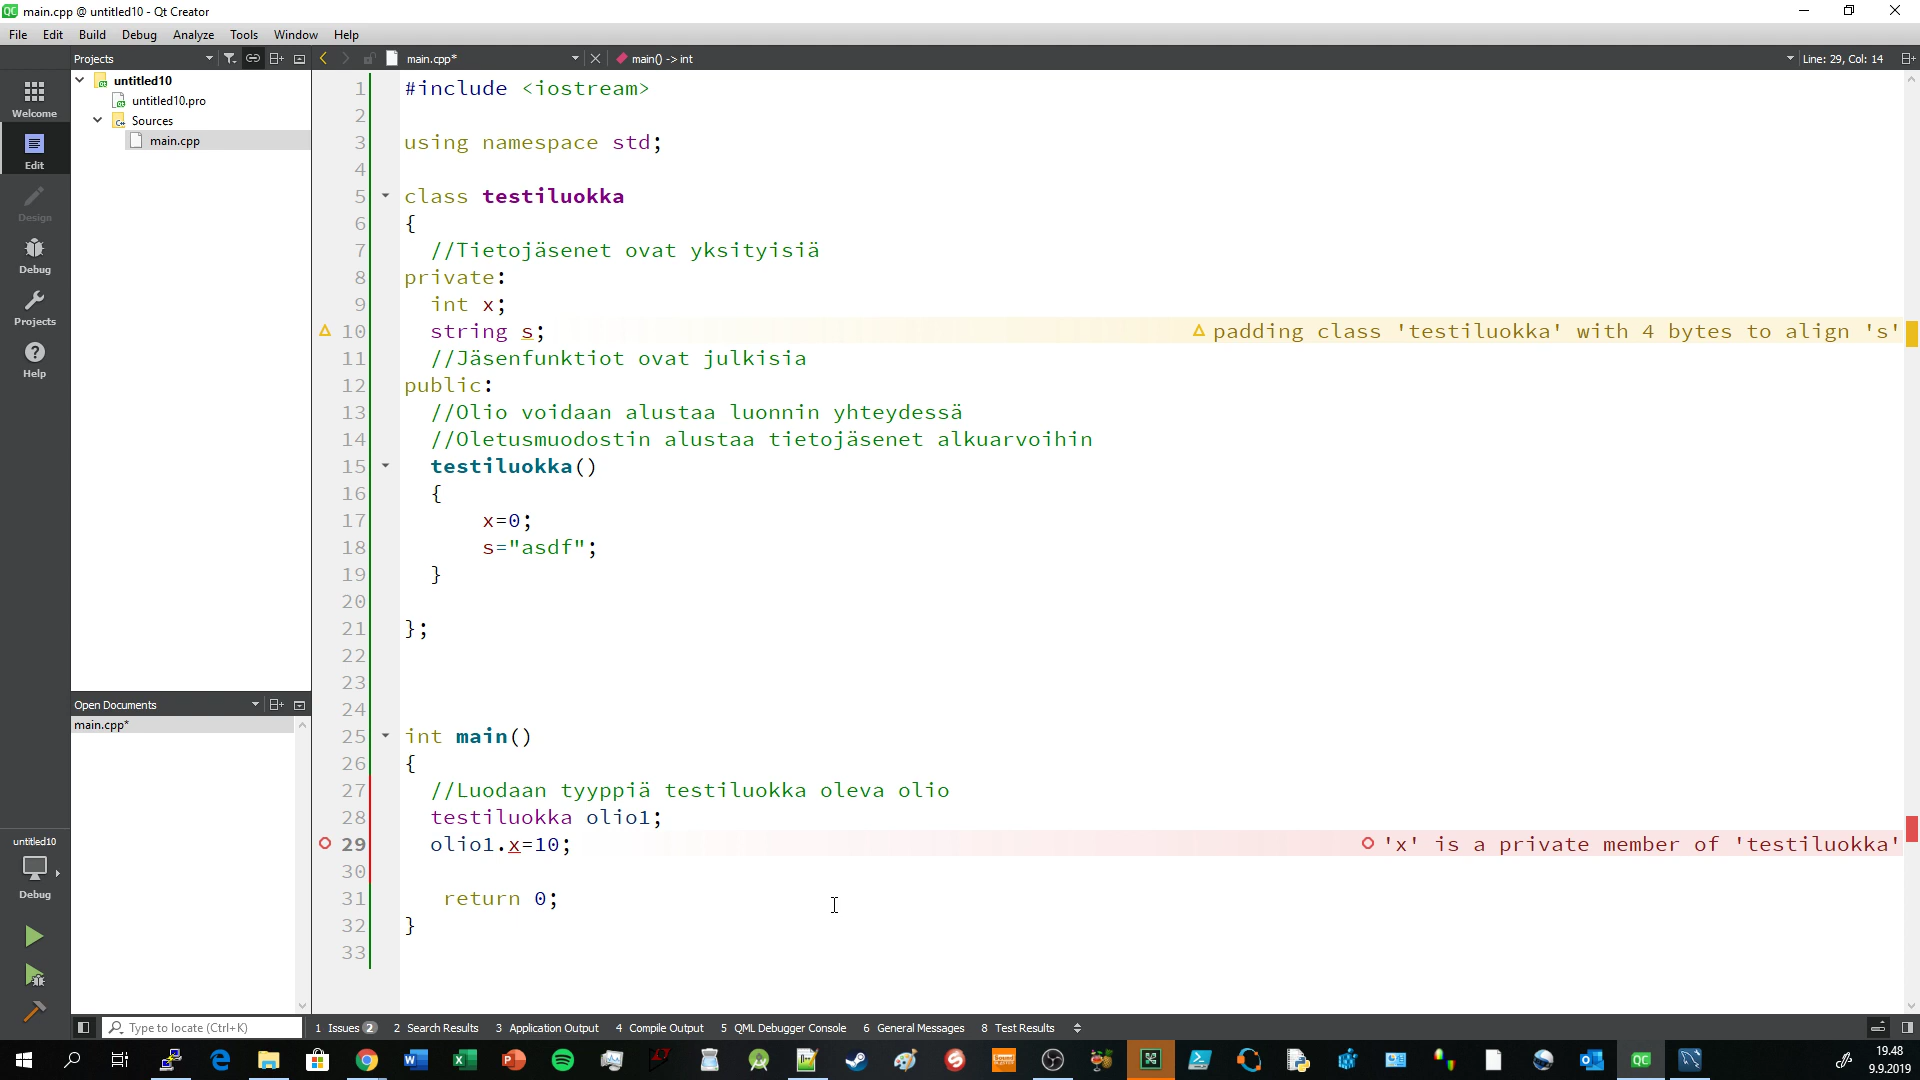 main.cpp @ untitled10 - Qt Creator
File Edit Build Debug Analyze Tools Window Help
Projects
main.cpp*
main() -> int
Line: 29, Col: 14
Welcome
Edit
Design
Debug
Projects
Help
untitled10
untitled10.pro
Sources
main.cpp
1 #include <iostream>
2
3 using namespace std;
4
5 class testiluokka
6 {
7 //Tietojäsenet ovat yksityisiä
8 private:
9 int x;
10 string s; padding class 'testiluokka' with 4 bytes to align 's'
11 //Jäsenfunktiot ovat julkisia
12 public:
13 //Olio voidaan alustaa luonnin yhteydessä
14 //Oletusmuodostin alustaa tietojäsenet alkuarvoihin
15 testiluokka()
16 {
17 x=0;
18 s="asdf";
19 }
20
21 };
22
23
24
25 int main()
26 {
27 //Luodaan tyyppiä testiluokka oleva olio
28 testiluokka olio1;
29 olio1.x=10; 'x' is a private member of 'testiluokka'
30
31 return 0;
32 }
33
Open Documents
main.cpp*
untitled10
Debug
Type to locate (Ctrl+K)
1 Issues 2 2 Search Results 3 Application Output 4 Compile Output 5 QML Debugger Console 6 General Messages 8 Test Results
19.48
9.9.2019